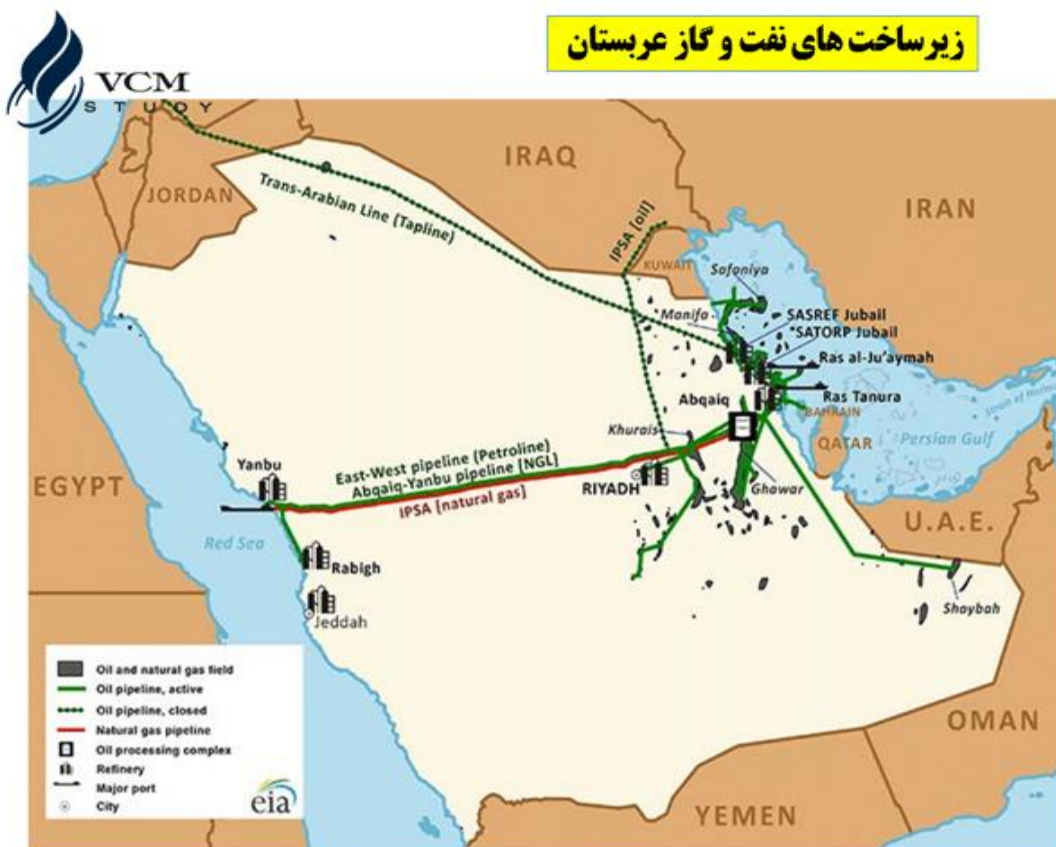 VCM
STUDY
زیرساخت های نفت و گاز عربستان
IRAQ
JORDAN
IRAN
Trans-Arabian Line (Tapline)
IPSA [oil]
KUWAIT
Safaniya
Manifa
SASREF Jubail
SATORP Jubail
Ras al-Ju'aymah
Abqaiq
Ras Tanura
BAHRAIN
Khurais
QATAR
Persian Gulf
Yanbu
East-West pipeline (Petroline)
Abqaiq-Yanbu pipeline [NGL]
IPSA [natural gas]
RIYADH
Ghawar
EGYPT
Red Sea
U.A.E.
Rabigh
Shaybah
Jeddah
OMAN
YEMEN
Oil and natural gas field
Oil pipeline, active
Oil pipeline, closed
Natural gas pipeline
Oil processing complex
Refinery
Major port
City
eia